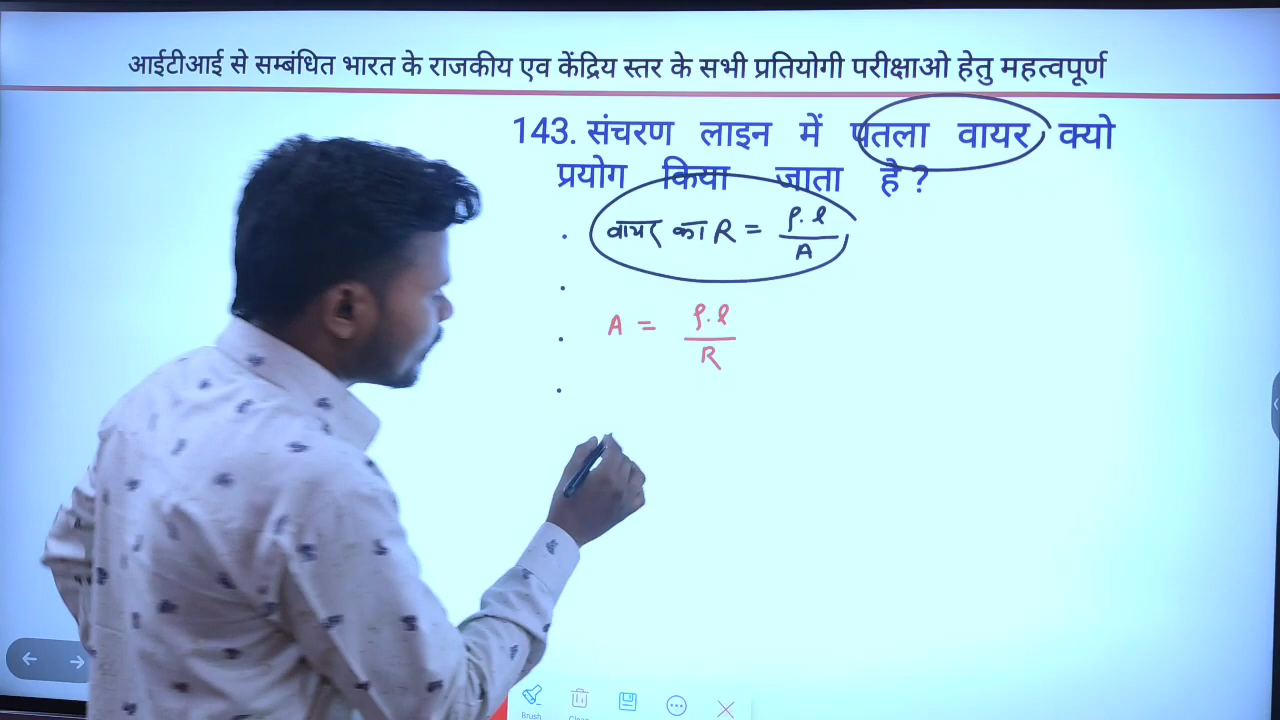 आईटीआई से सम्बंधित भारत के राजकीय एव केंद्रिय स्तर के सभी प्रतियोगी परीक्षाओ हेतु महत्वपूर्ण
143. संचरण लाइन में पतला वायर क्यो
प्रयोग किया जाता है ?
वायर का R = ρ.l / A
A = ρ.l / R
Brush